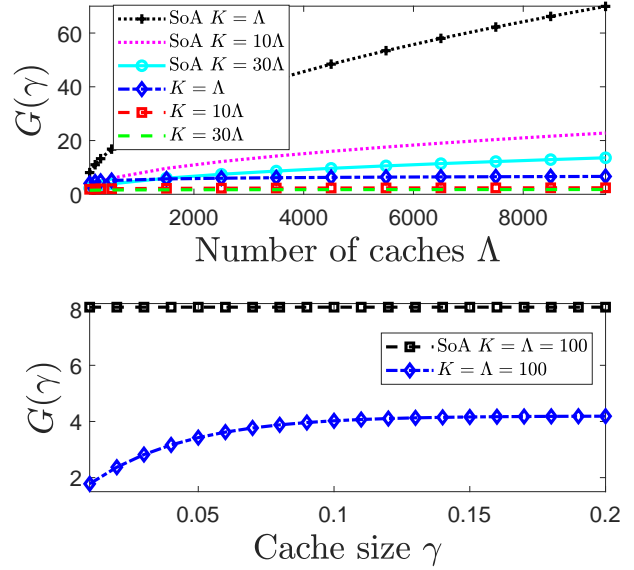 SoA K = Λ
SoA K = 10Λ
SoA K = 30Λ
K = Λ
K = 10Λ
K = 30Λ
G(γ)
60
40
20
0
2000 4000 6000 8000
Number of caches Λ
G(γ)
8
6
4
2
SoA K = Λ = 100
K = Λ = 100
0.05 0.1 0.15 0.2
Cache size γ